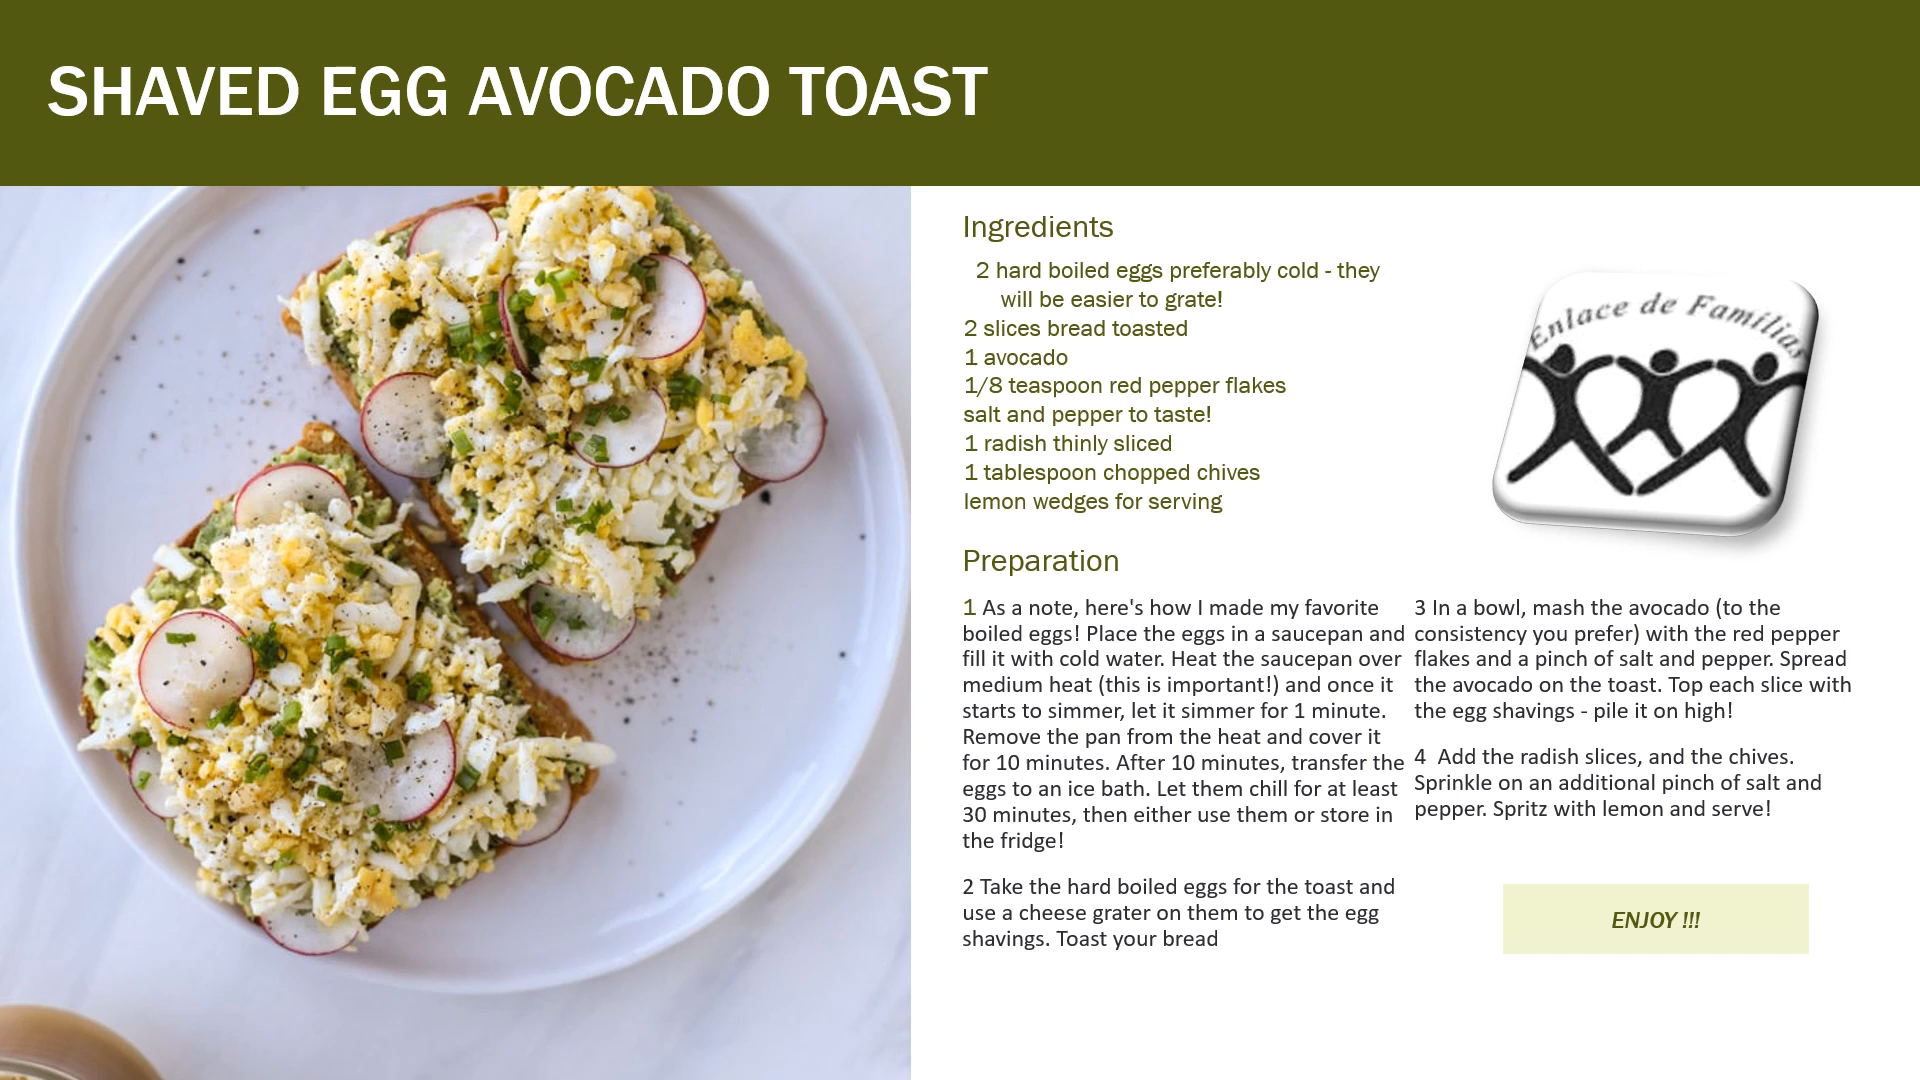 SHAVED EGG AVOCADO TOAST
Ingredients
2 hard boiled eggs preferably cold - they
will be easier to grate!
2 slices bread toasted
1 avocado
1/8 teaspoon red pepper flakes
salt and pepper to taste!
1 radish thinly sliced
1 tablespoon chopped chives
lemon wedges for serving
Enlace de Familias
Preparation
1 As a note, here's how I made my favorite
boiled eggs! Place the eggs in a saucepan and
fill it with cold water. Heat the saucepan over
medium heat (this is important!) and once it
starts to simmer, let it simmer for 1 minute.
Remove the pan from the heat and cover it
for 10 minutes. After 10 minutes, transfer the
eggs to an ice bath. Let them chill for at least
30 minutes, then either use them or store in
the fridge!
2 Take the hard boiled eggs for the toast and
use a cheese grater on them to get the egg
shavings. Toast your bread
3 In a bowl, mash the avocado (to the
consistency you prefer) with the red pepper
flakes and a pinch of salt and pepper. Spread
the avocado on the toast. Top each slice with
the egg shavings - pile it on high!
4  Add the radish slices, and the chives.
Sprinkle on an additional pinch of salt and
pepper. Spritz with lemon and serve!
ENJOY !!!